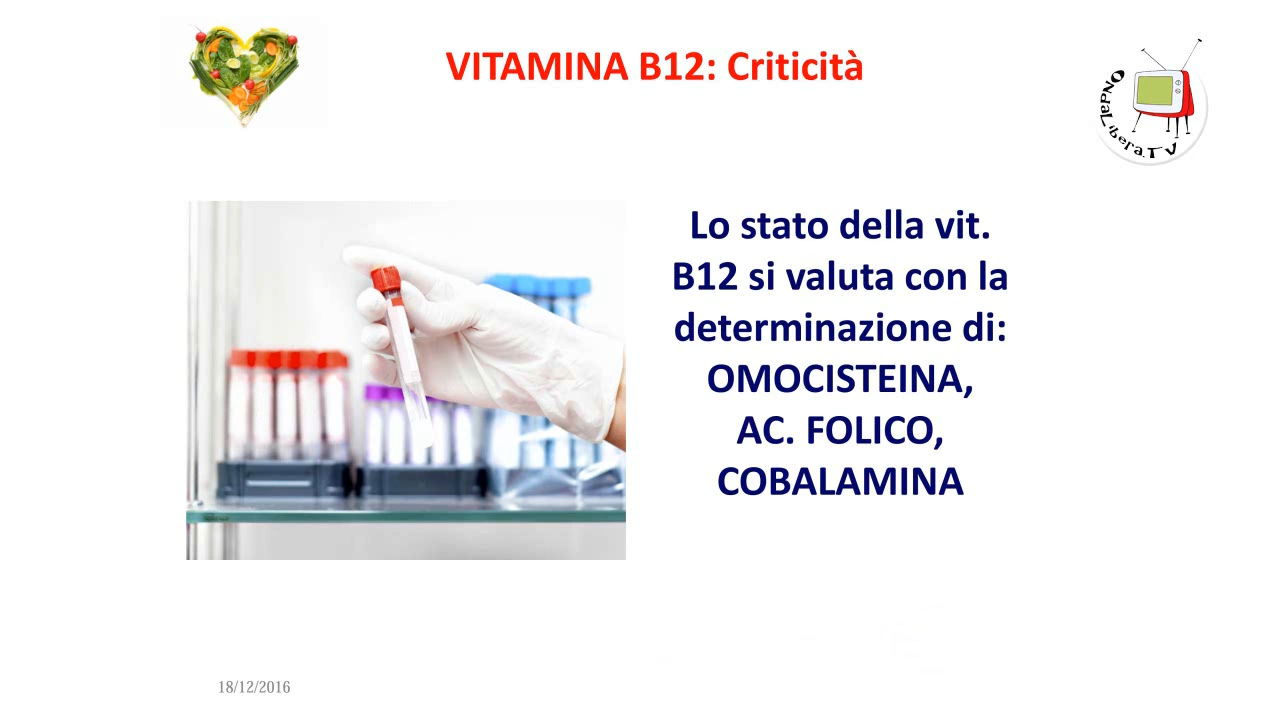 VITAMINA B12: Criticità
OndaLibera.TV
Lo stato della vit.
B12 si valuta con la
determinazione di:
OMOCISTEINA,
AC. FOLICO,
COBALAMINA
18/12/2016